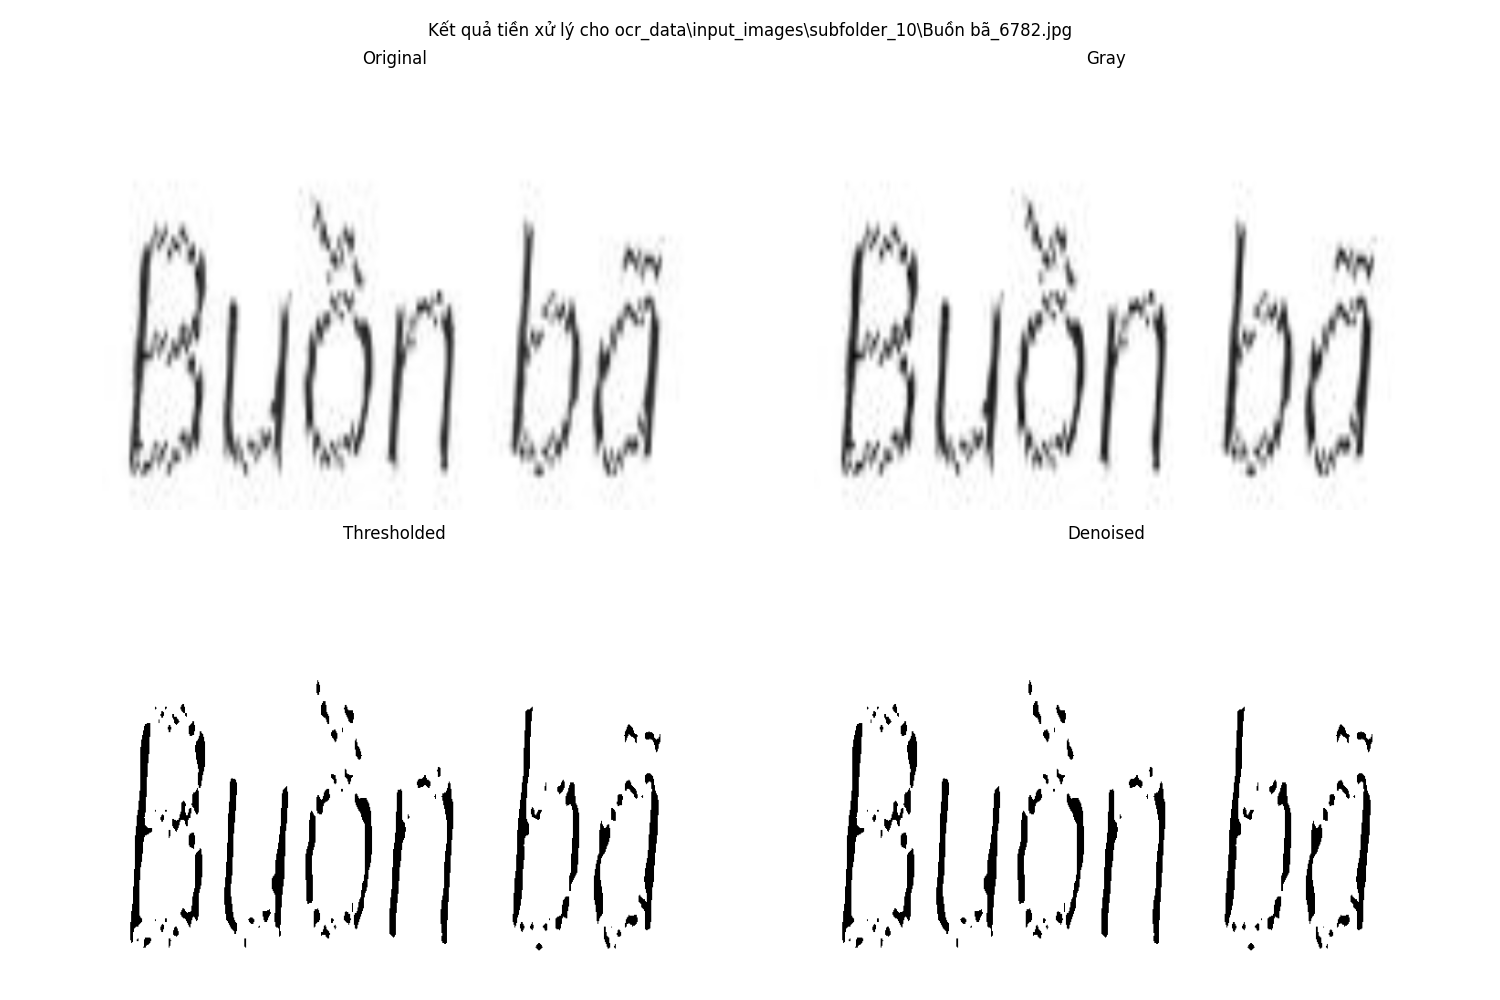 Kết quả tiền xử lý cho ocr_data\input_images\subfolder_10\Buồn bã_6782.jpg
Original
Gray
Buồn bã
Buồn bã
Thresholded
Denoised
Buồn bã
Buồn bã